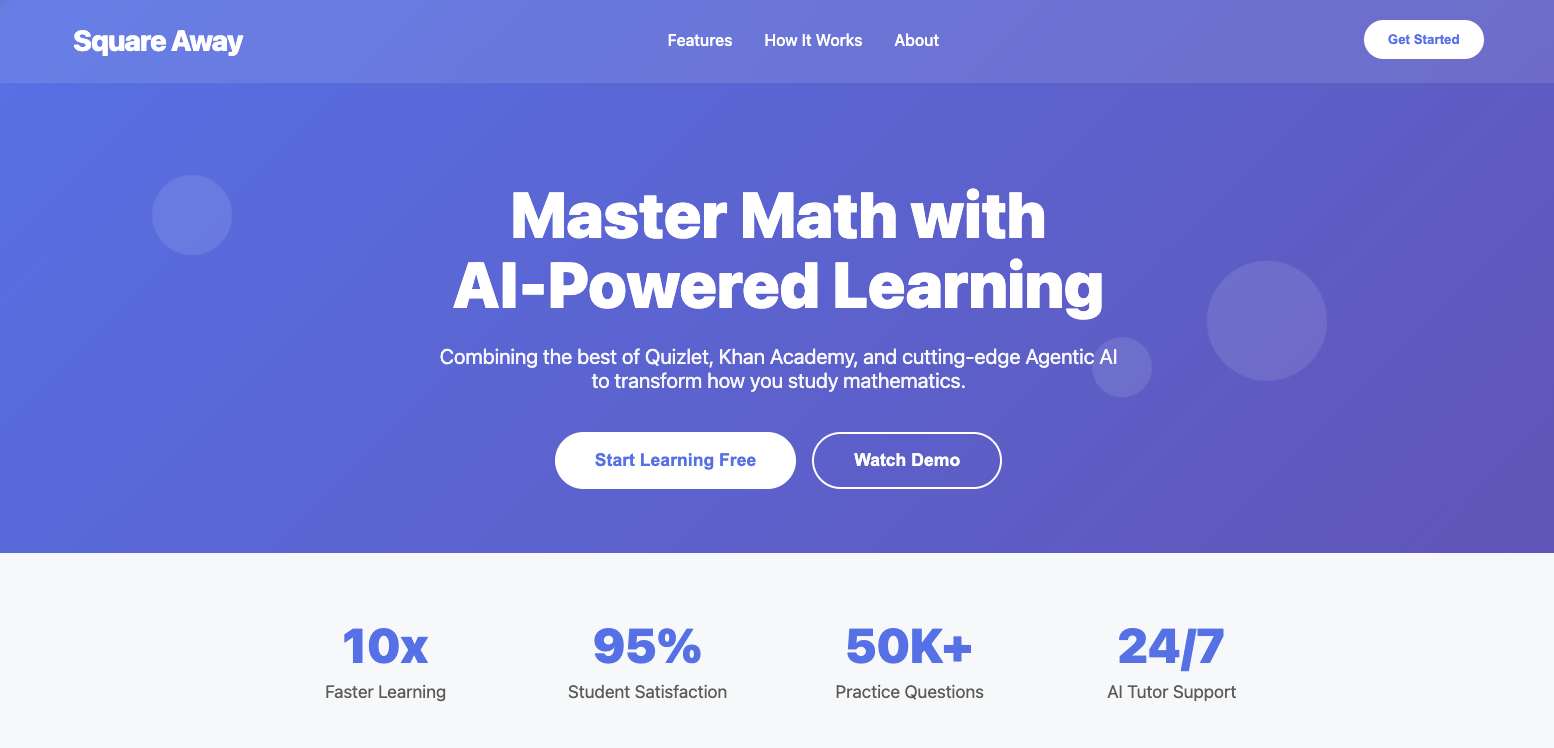 Square Away
Features
How It Works
About
Get Started
Master Math with
AI-Powered Learning
Combining the best of Quizlet, Khan Academy, and cutting-edge Agentic AI
to transform how you study mathematics.
Start Learning Free
Watch Demo
10x
Faster Learning
95%
Student Satisfaction
50K+
Practice Questions
24/7
AI Tutor Support